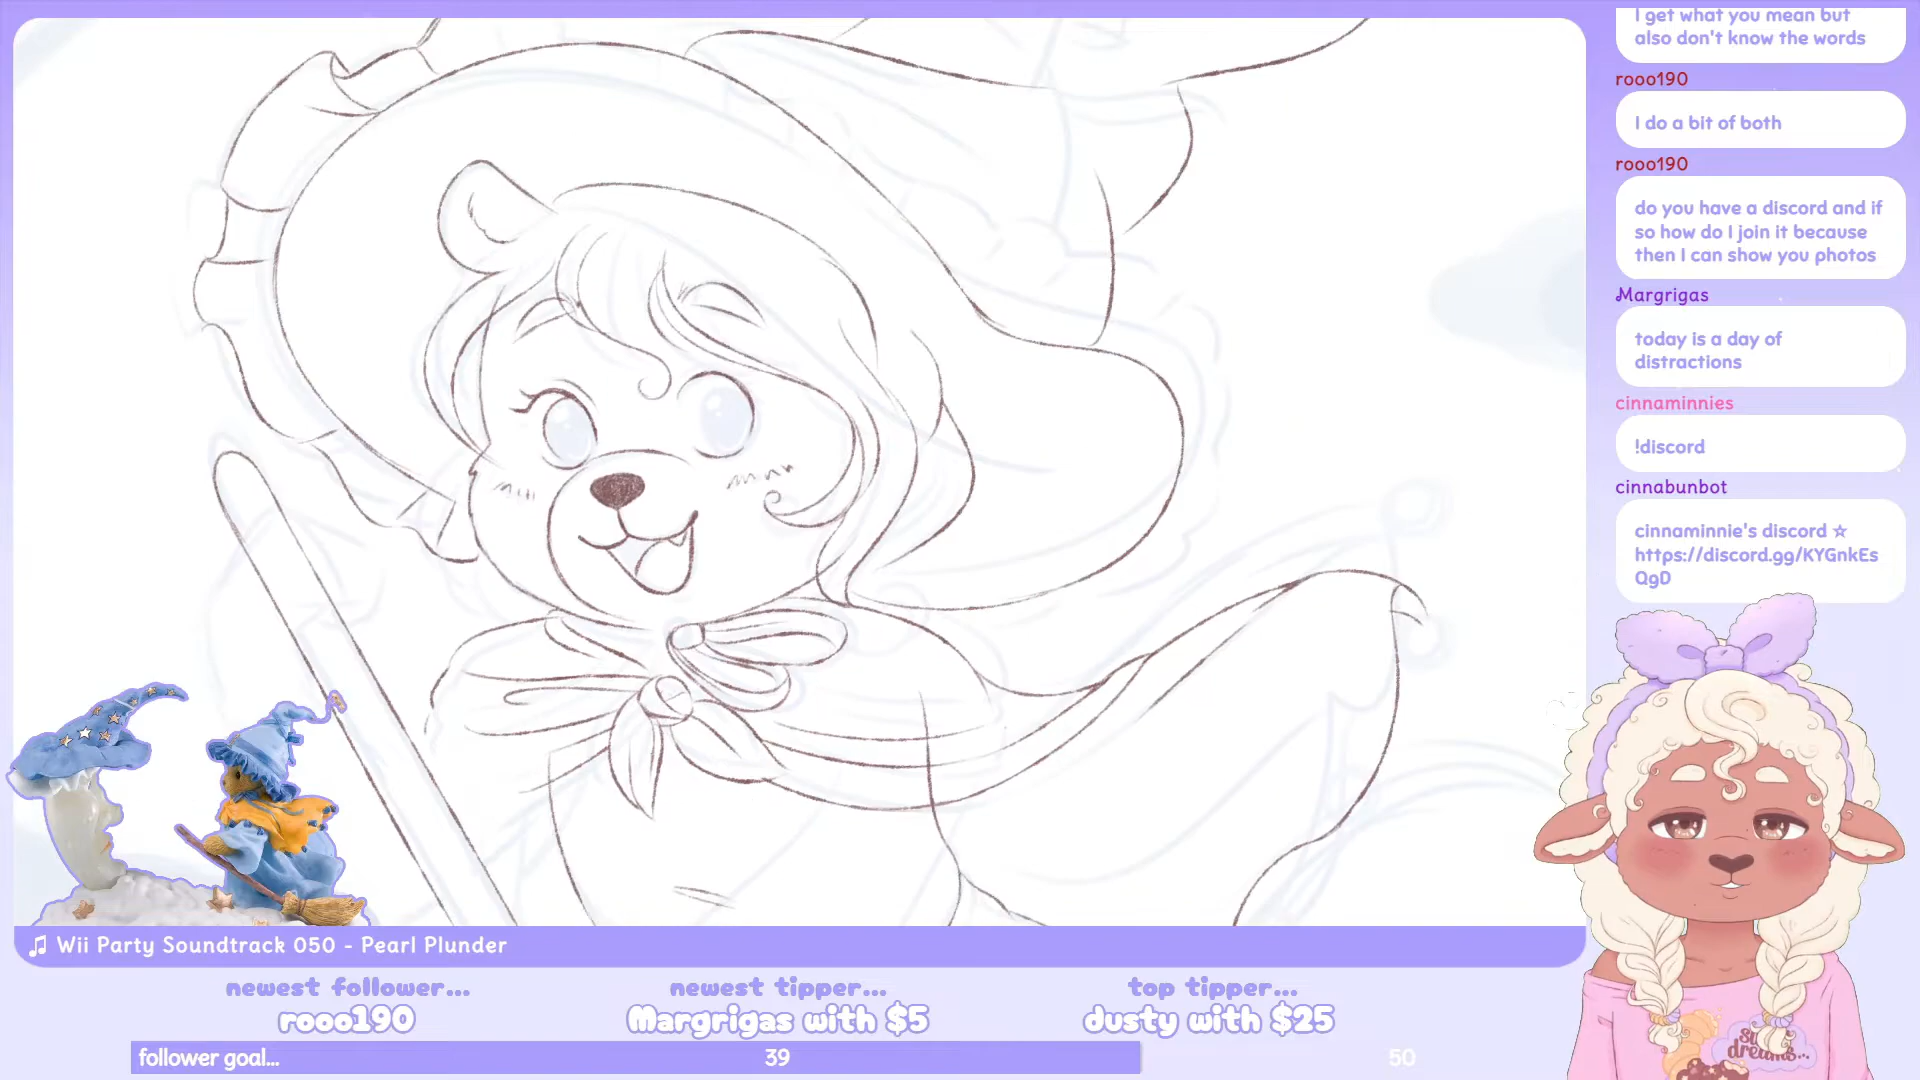 I get what you mean but
also don't know the words
rooo190
I do a bit of both
rooo190
do you have a discord and if
so how do I join it because
then I can show you photos
Margrigas
today is a day of
distractions
cinnaminnies
!discord
cinnabunbot
cinnaminnie's discord ☆
https://discord.gg/KYGnkEs
QgD
♫ Wii Party Soundtrack 050 - Pearl Plunder
newest follower...
rooo190
newest tipper...
Margrigas with $5
top tipper...
dusty with $25
follower goal... 39 50
dreams...